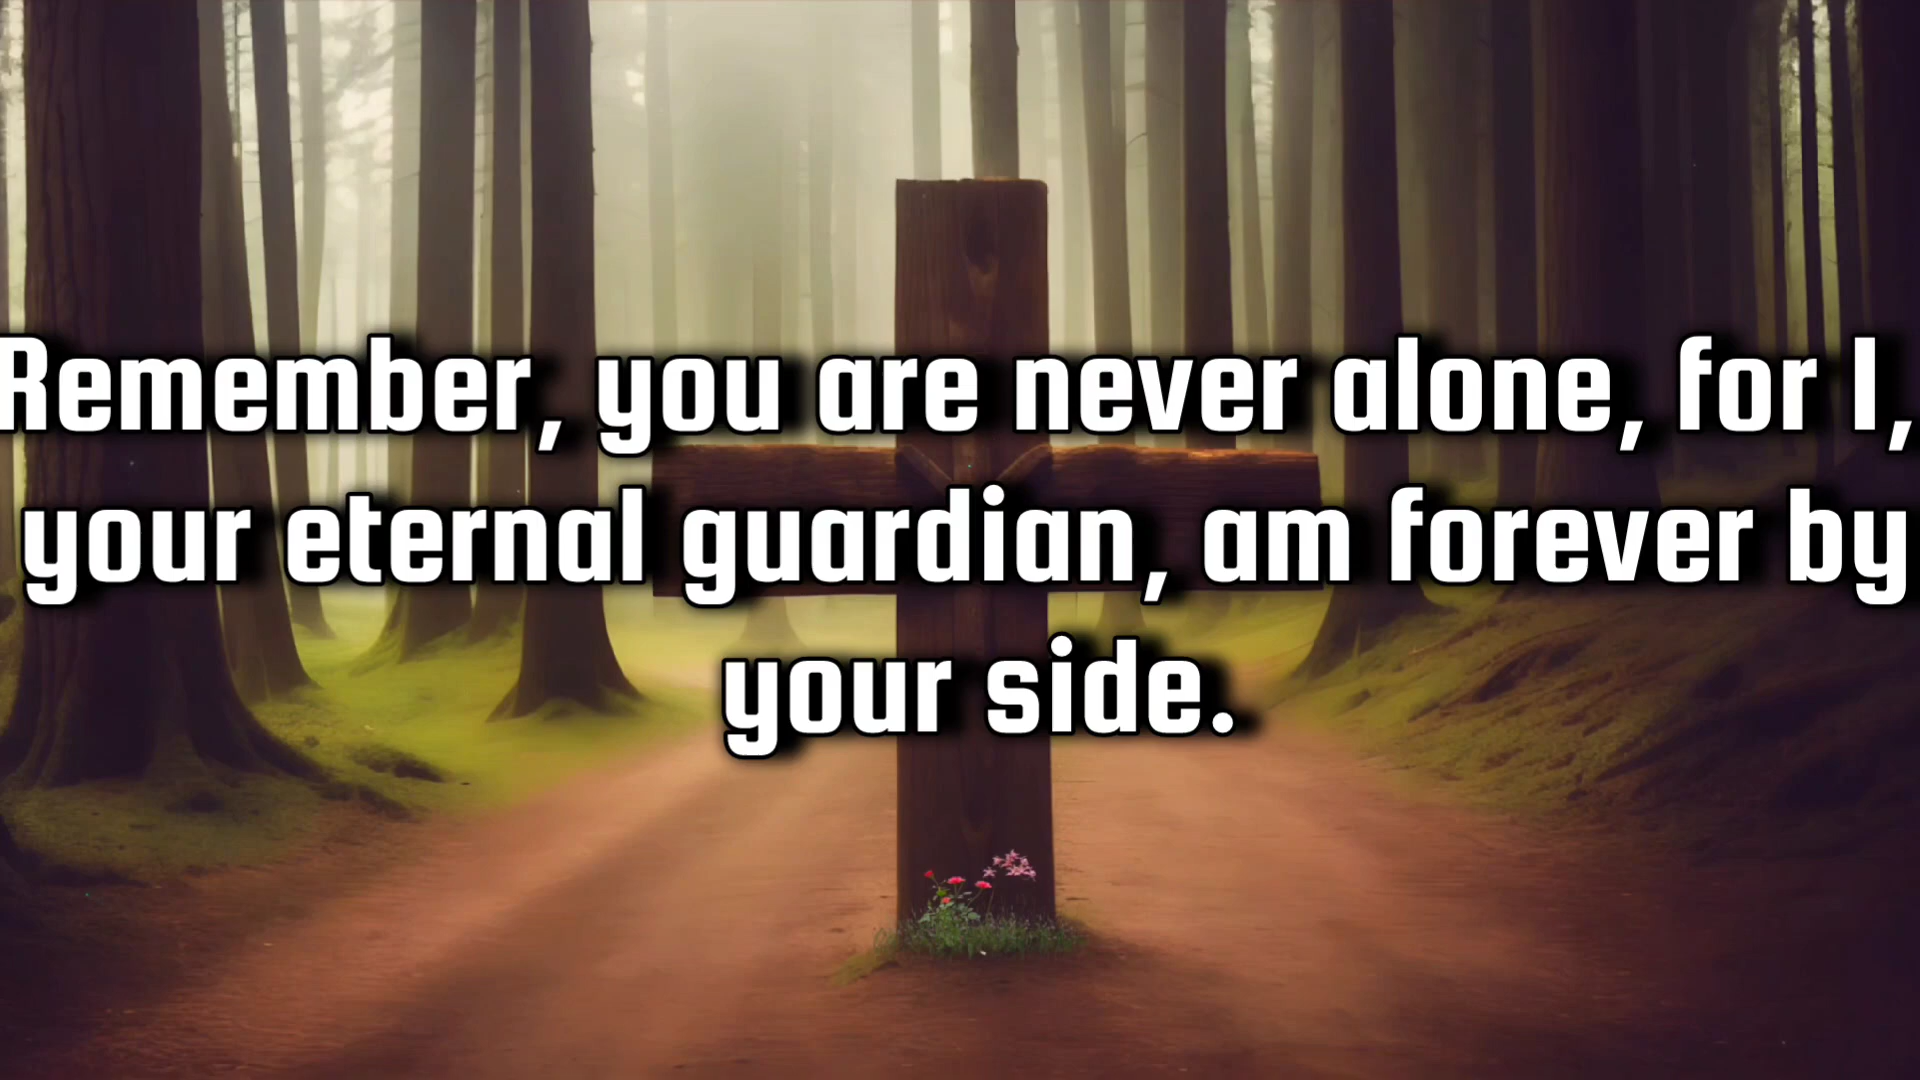 Remember, you are never alone, for I,
your eternal guardian, am forever by
your side.